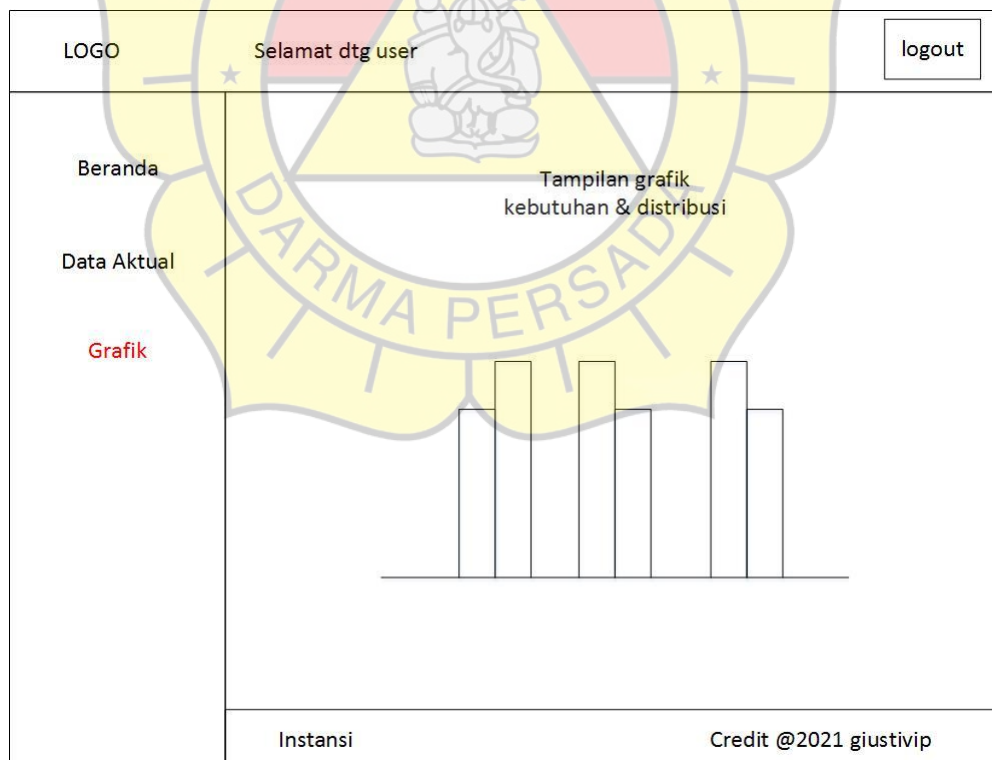 LOGO
Selamat dtg user
logout
Beranda
Data Aktual
Grafik
Tampilan grafik
kebutuhan & distribusi
DARMA PERSADA
Instansi
Credit @2021 giustivip